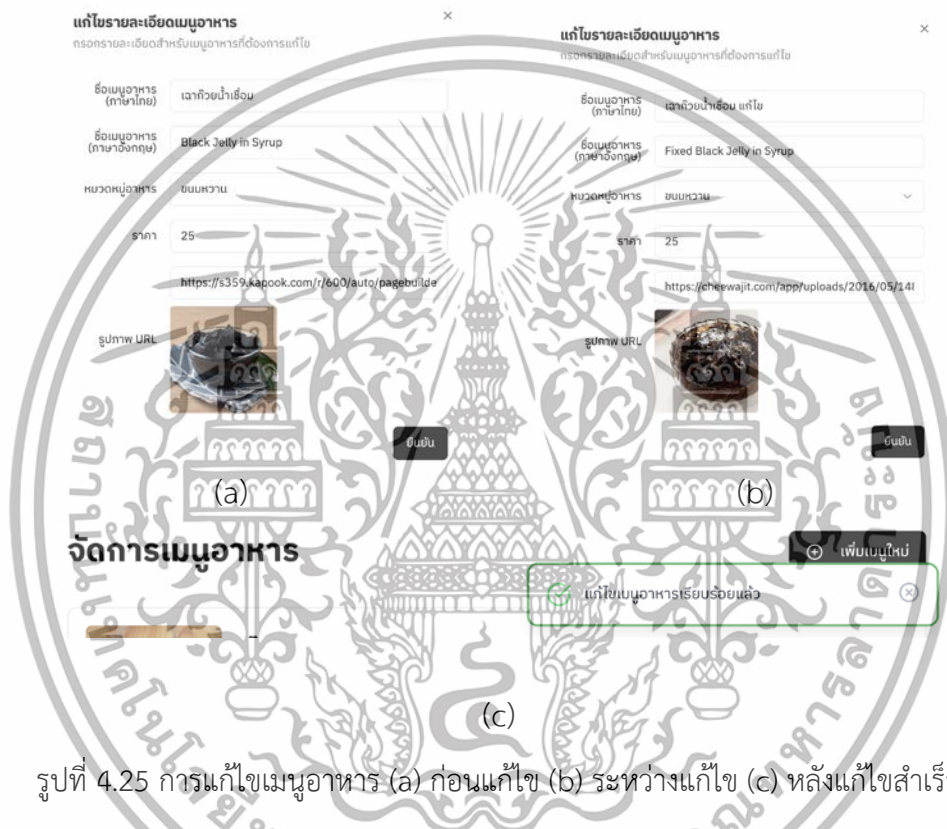 แก้ไขรายละเอียดเมนูอาหาร
กรอกรายละเอียดสำหรับเมนูอาหารที่ต้องการแก้ไข
ชื่อเมนูอาหาร
(ภาษาไทย)
เฉาก๊วยน้ำเชื่อม
ชื่อเมนูอาหาร
(ภาษาอังกฤษ)
Black Jelly in Syrup
หมวดหมู่อาหาร
ขนมหวาน
ราคา
25
https://s359.kapook.com/r/600/auto/pagebuilde
รูปภาพ URL
ยืนยัน
(a)
แก้ไขรายละเอียดเมนูอาหาร
กรอกรายละเอียดสำหรับเมนูอาหารที่ต้องการแก้ไข
ชื่อเมนูอาหาร
(ภาษาไทย)
เฉาก๊วยน้ำเชื่อม แก้ไข
ชื่อเมนูอาหาร
(ภาษาอังกฤษ)
Fixed Black Jelly in Syrup
หมวดหมู่อาหาร
ขนมหวาน
ราคา
25
https://cheewajit.com/app/uploads/2016/05/148
รูปภาพ URL
ยืนยัน
(b)
จัดการเมนูอาหาร
เพิ่มเมนูใหม่
แก้ไขเมนูอาหารเรียบร้อยแล้ว
(c)
รูปที่ 4.25 การแก้ไขเมนูอาหาร (a) ก่อนแก้ไข (b) ระหว่างแก้ไข (c) หลังแก้ไขสำเร็